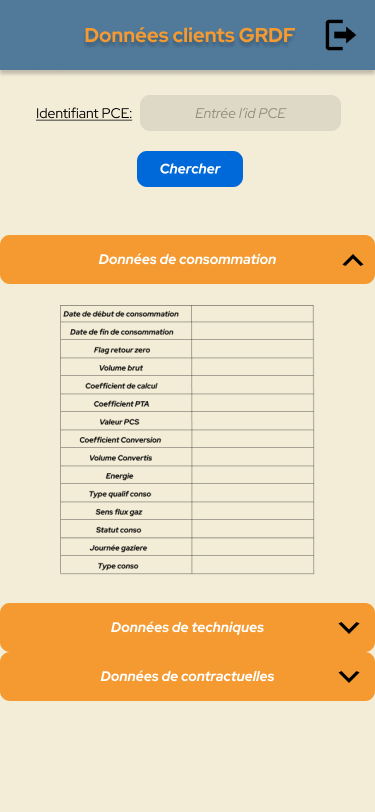 Données clients GRDF
Identifiant PCE: Entrée l'id PCE
Chercher
Données de consommation
Date de début de consommation
Date de fin de consommation
Flag retour zero
Volume brut
Coefficient de calcul
Coefficient PTA
Valeur PCS
Coefficient Conversion
Volume Convertis
Energie
Type qualif conso
Sens flux gaz
Statut conso
Journée gaziere
Type conso
Données de techniques
Données de contractuelles